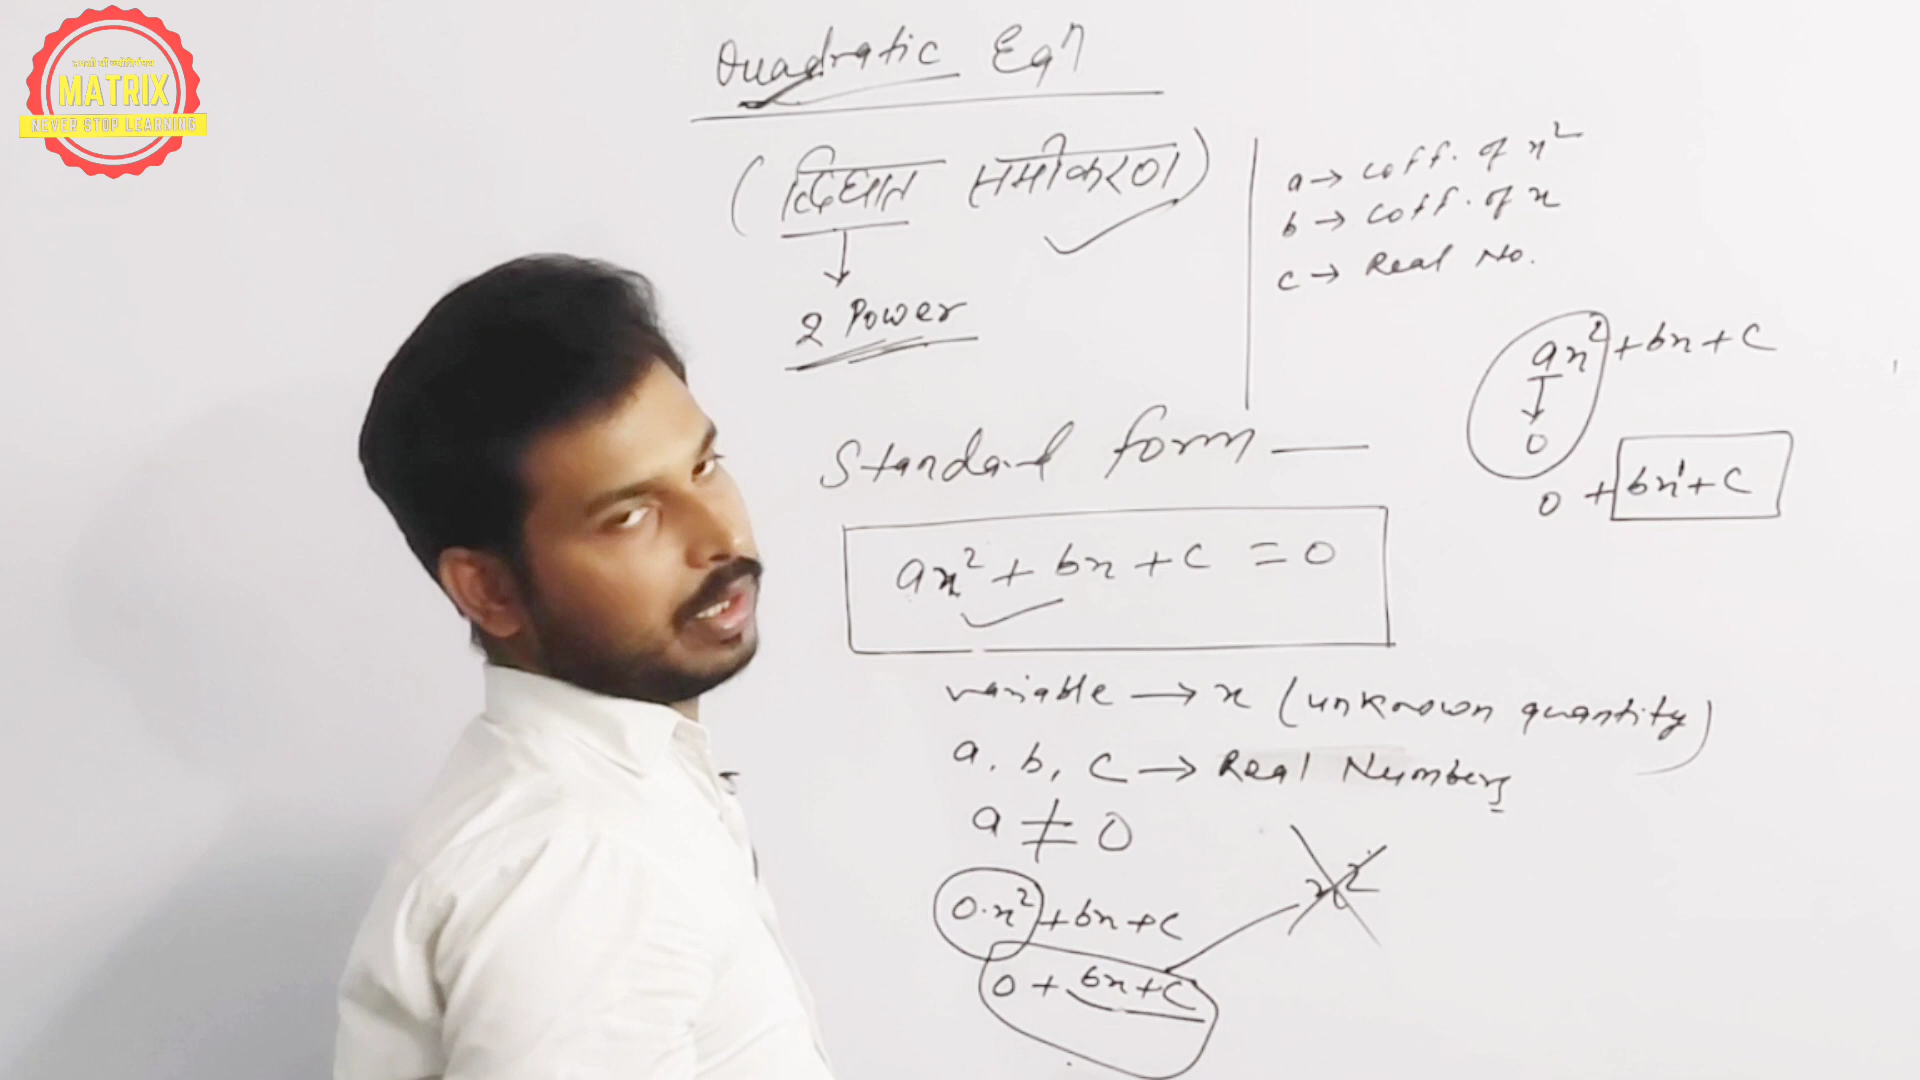 MATRIX
NEVER STOP LEARNING
Quadratic Eqn
(द्विघात समीकरण)
2 Power
a → Coff. of x²
b → Coff. of x
c → Real No.
ax² + bx + c
0
0 + bx¹ + c
Standard form —
ax² + bx + c = 0
variable → x (unknown quantity)
a, b, c → Real Numbers
a ≠ 0
0.x² + bx + c
x²
0 + bx + c